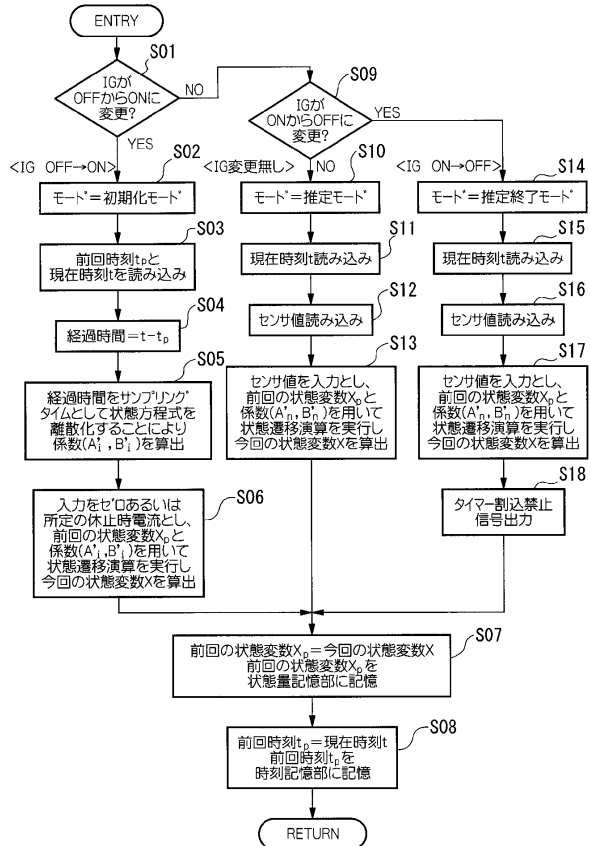 ENTRY
S01
IGが
OFFからONに
変更?
NO
YES
S09
IGが
ONからOFFに
変更?
YES
NO
<IG OFF→ON>
S02
モード=初期化モード
S03
前回時刻tpと
現在時刻tを読み込み
S04
経過時間=t-tp
S05
経過時間をサンプリング
タイムとして状態方程式を
離散化することにより
係数(A'i,B'i)を算出
S06
入力をゼロあるいは
所定の休止時電流とし、
前回の状態変数Xpと
係数(A'i,B'i)を用いて
状態遷移演算を実行し
今回の状態変数Xを算出
<IG変更無し>
S10
モード=推定モード
S11
現在時刻t読み込み
S12
センサ値読み込み
S13
センサ値を入力とし、
前回の状態変数Xpと
係数(A'n,B'n)を用いて
状態遷移演算を実行し
今回の状態変数Xを算出
<IG ON→OFF>
S14
モード=推定終了モード
S15
現在時刻t読み込み
S16
センサ値読み込み
S17
センサ値を入力とし、
前回の状態変数Xpと
係数(A'n,B'n)を用いて
状態遷移演算を実行し
今回の状態変数Xを算出
S18
タイマー割込禁止
信号出力
S07
前回の状態変数Xp=今回の状態変数X
前回の状態変数Xpを
状態量記憶部に記憶
S08
前回時刻tp=現在時刻t
前回時刻tpを
時刻記憶部に記憶
RETURN